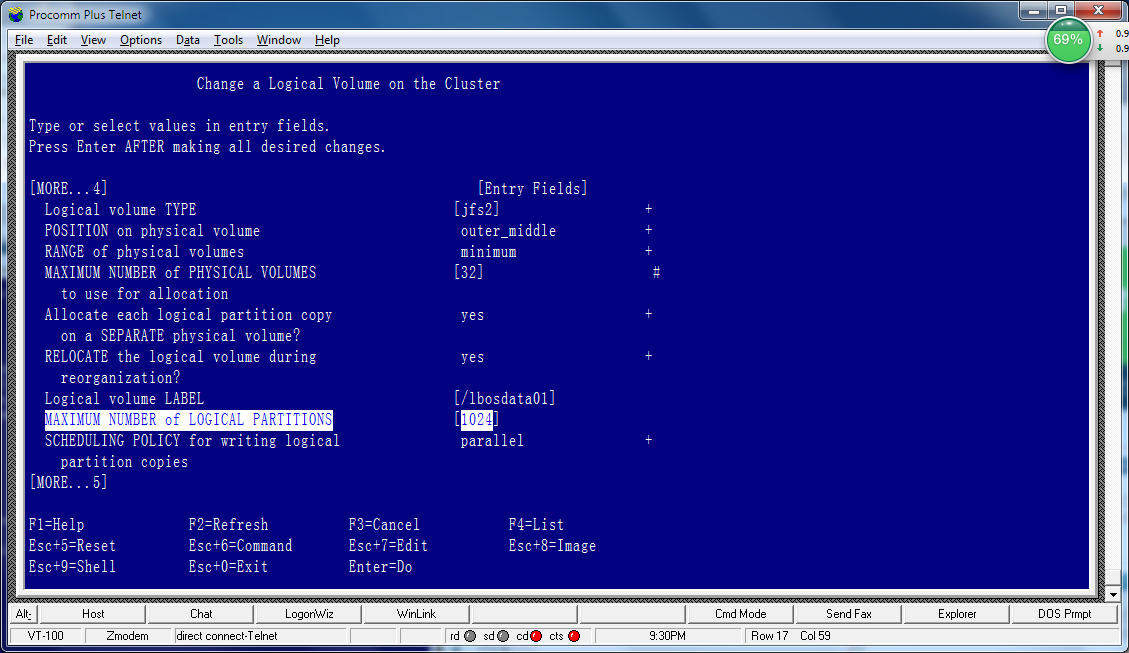 Procomm Plus Telnet
File Edit View Options Data Tools Window Help
69%
0.9
0.9
Change a Logical Volume on the Cluster
Type or select values in entry fields.
Press Enter AFTER making all desired changes.
[MORE...4] [Entry Fields]
Logical volume TYPE [jfs2] +
POSITION on physical volume outer_middle +
RANGE of physical volumes minimum +
MAXIMUM NUMBER of PHYSICAL VOLUMES [32] #
to use for allocation
Allocate each logical partition copy yes +
on a SEPARATE physical volume?
RELOCATE the logical volume during yes +
reorganization?
Logical volume LABEL [/lbosdata01]
MAXIMUM NUMBER of LOGICAL PARTITIONS [1024]
SCHEDULING POLICY for writing logical parallel +
partition copies
[MORE...5]
F1=Help F2=Refresh F3=Cancel F4=List
Esc+5=Reset Esc+6=Command Esc+7=Edit Esc+8=Image
Esc+9=Shell Esc+0=Exit Enter=Do
Alt- Host Chat LogonWiz WinLink Cmd Mode Send Fax Explorer DOS Prmpt
VT-100 Zmodem direct connect-Telnet rd sd cd cts 9:30PM Row 17 Col 59